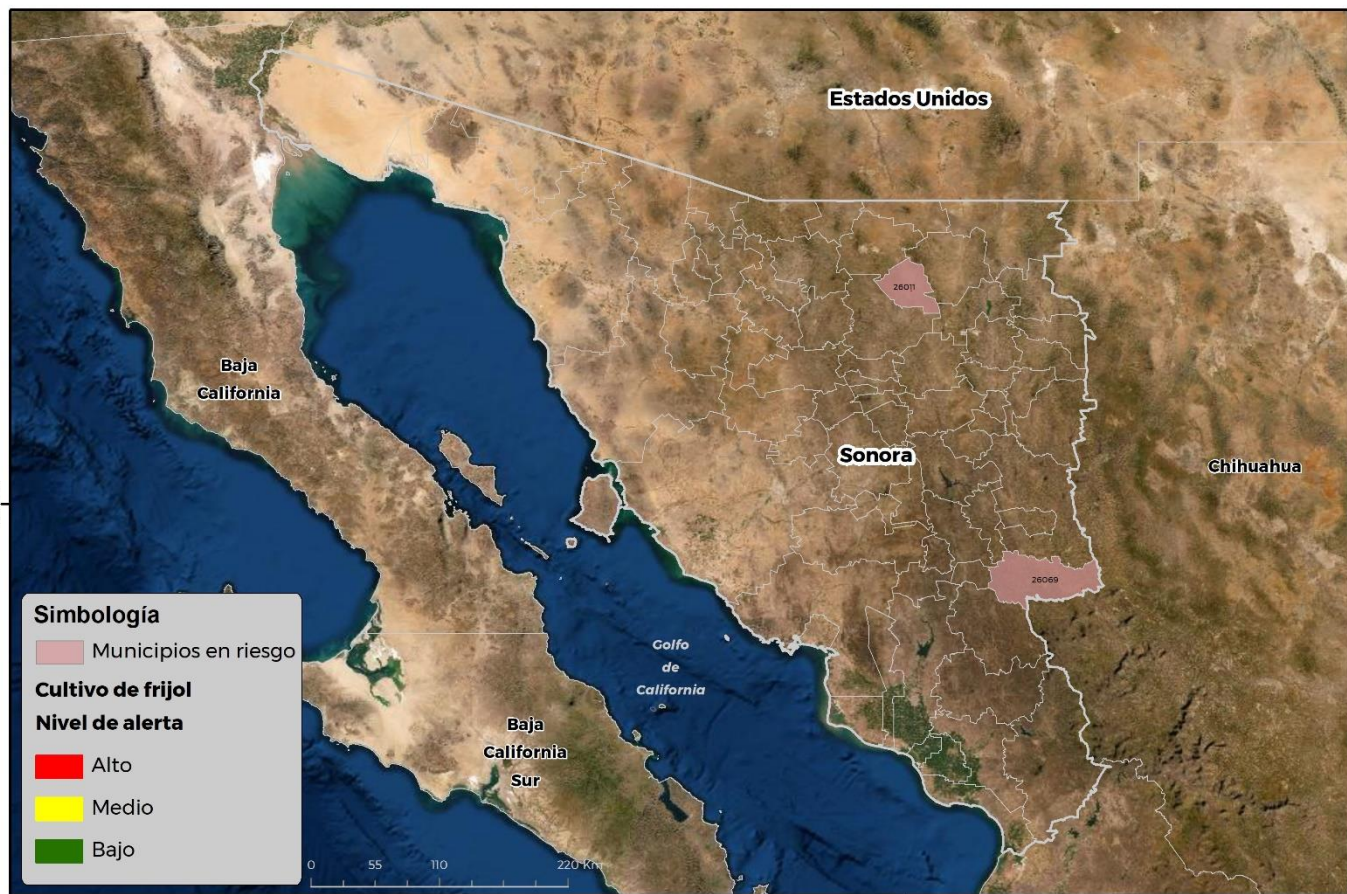 Estados Unidos
26011
Baja
California
Sonora
Chihuahua
26069
Golfo
de
California
Baja
California
Sur
Simbología
Municipios en riesgo
Cultivo de frijol
Nivel de alerta
Alto
Medio
Bajo
0 55 110 220 Km